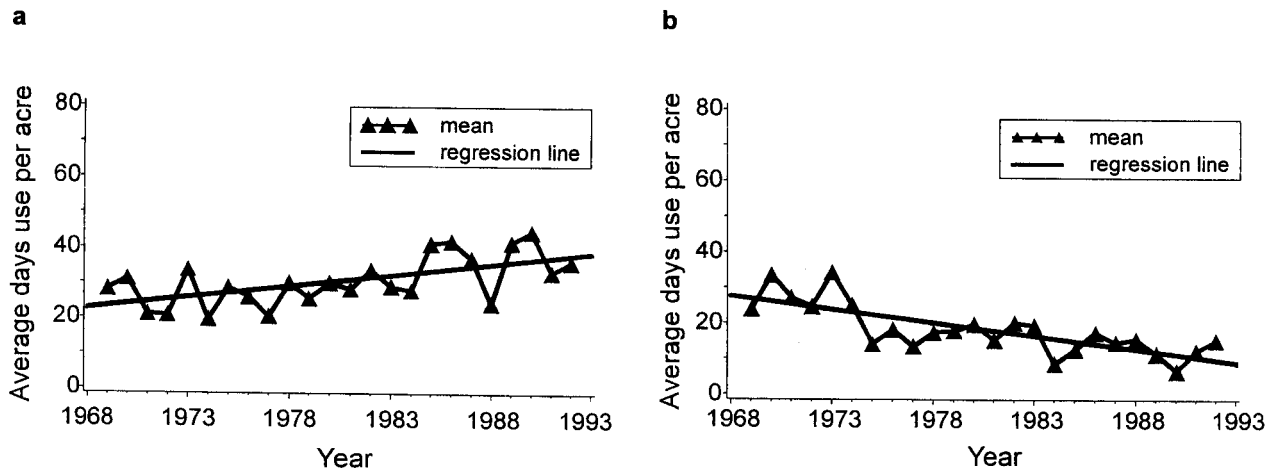 a
Average days use per acre
80
60
40
20
0
mean
regression line
1968 1973 1978 1983 1988 1993
Year
b
Average days use per acre
80
60
40
20
0
mean
regression line
1968 1973 1978 1983 1988 1993
Year